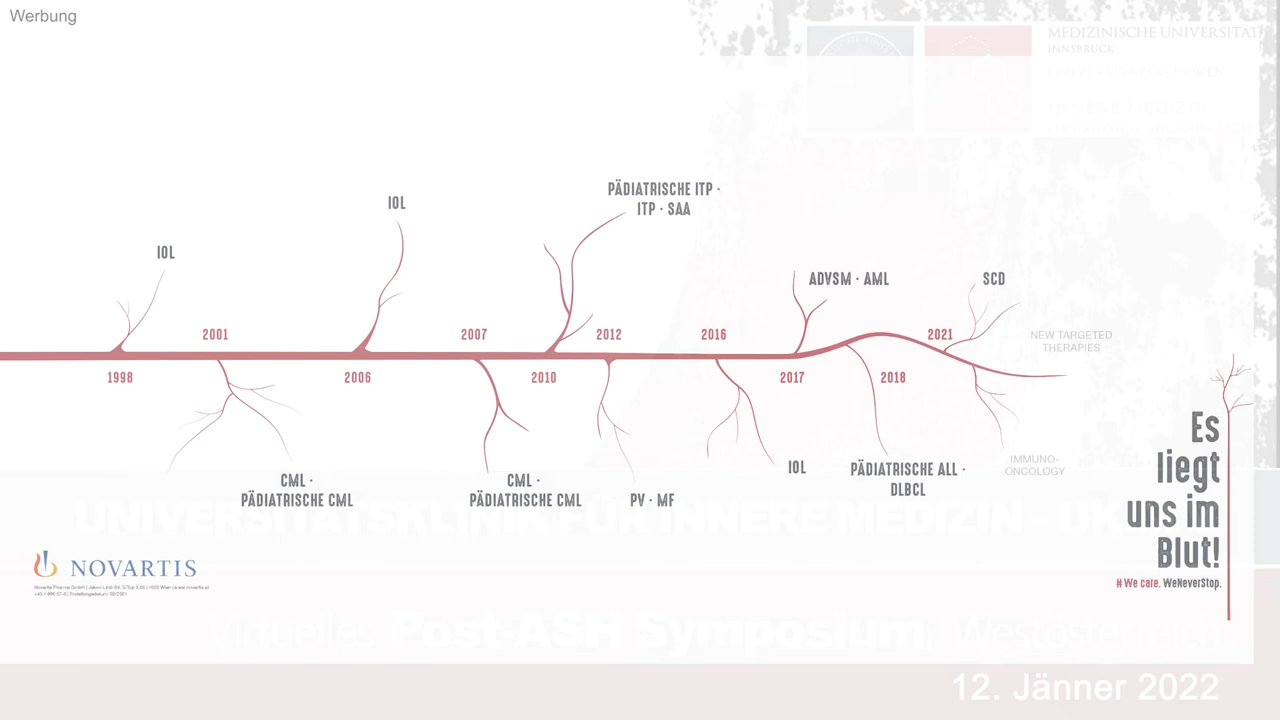 Werbung
MEDIZINISCHE UNIVERSITÄT
INNSBRUCK
INNERE MEDIZIN
PÄDIATRISCHE ITP ·
ITP · SAA
IOL
IOL
ADVSM · AML
SCD
2001
2007
2012
2016
2021
NEW TARGETED
THERAPIES
1998
2006
2010
2017
2018
Es
liegt
uns im
Blut!
#We care. WeNeverStop.
IMMUNO-
ONCOLOGY
IOL
PÄDIATRISCHE ALL ·
DLBCL
CML ·
PÄDIATRISCHE CML
CML ·
PÄDIATRISCHE CML
PV · MF
UNIVERSITÄTSKLINIK FÜR INNERE MEDIZIN -
NOVARTIS
Virtuelles Post-ASH Symposium Westösterreich
12. Jänner 2022